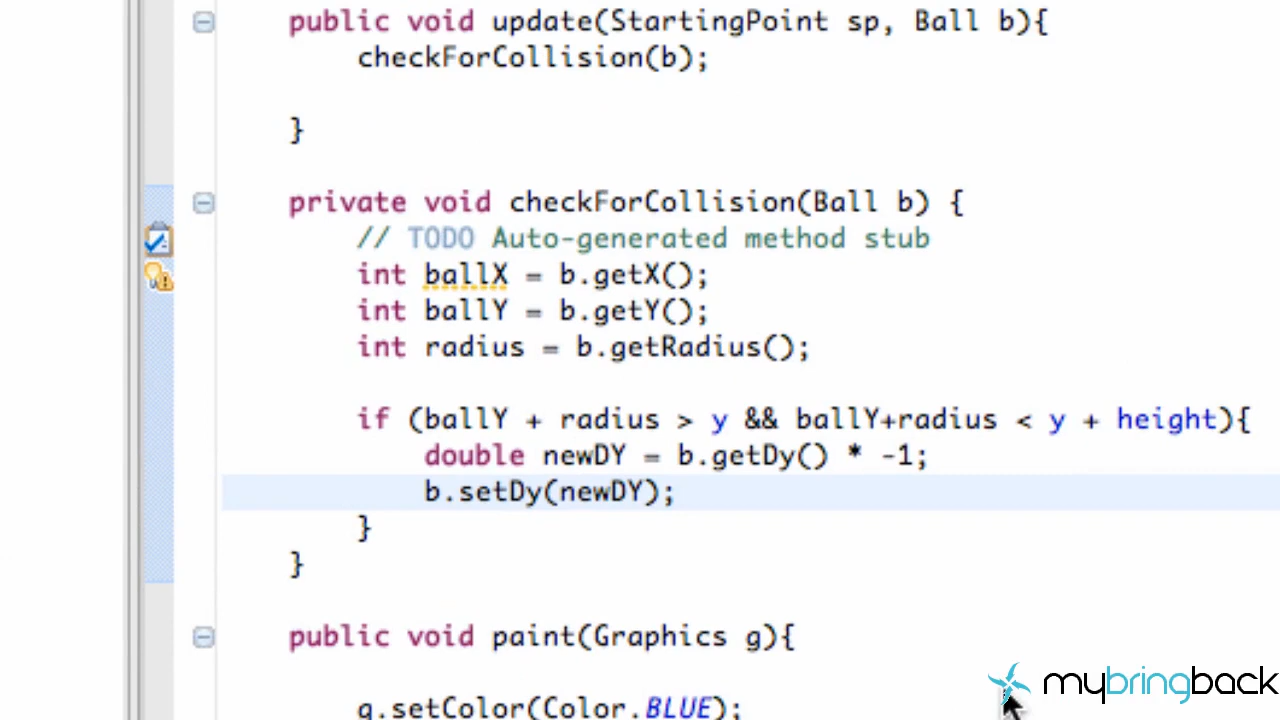 public void update(StartingPoint sp, Ball b){
checkForCollision(b);
}
private void checkForCollision(Ball b) {
// TODO Auto-generated method stub
int ballX = b.getX();
int ballY = b.getY();
int radius = b.getRadius();
if (ballY + radius > y && ballY+radius < y + height){
double newDY = b.getDy() * -1;
b.setDy(newDY);
}
}
public void paint(Graphics g){
g.setColor(Color.BLUE);
mybringback